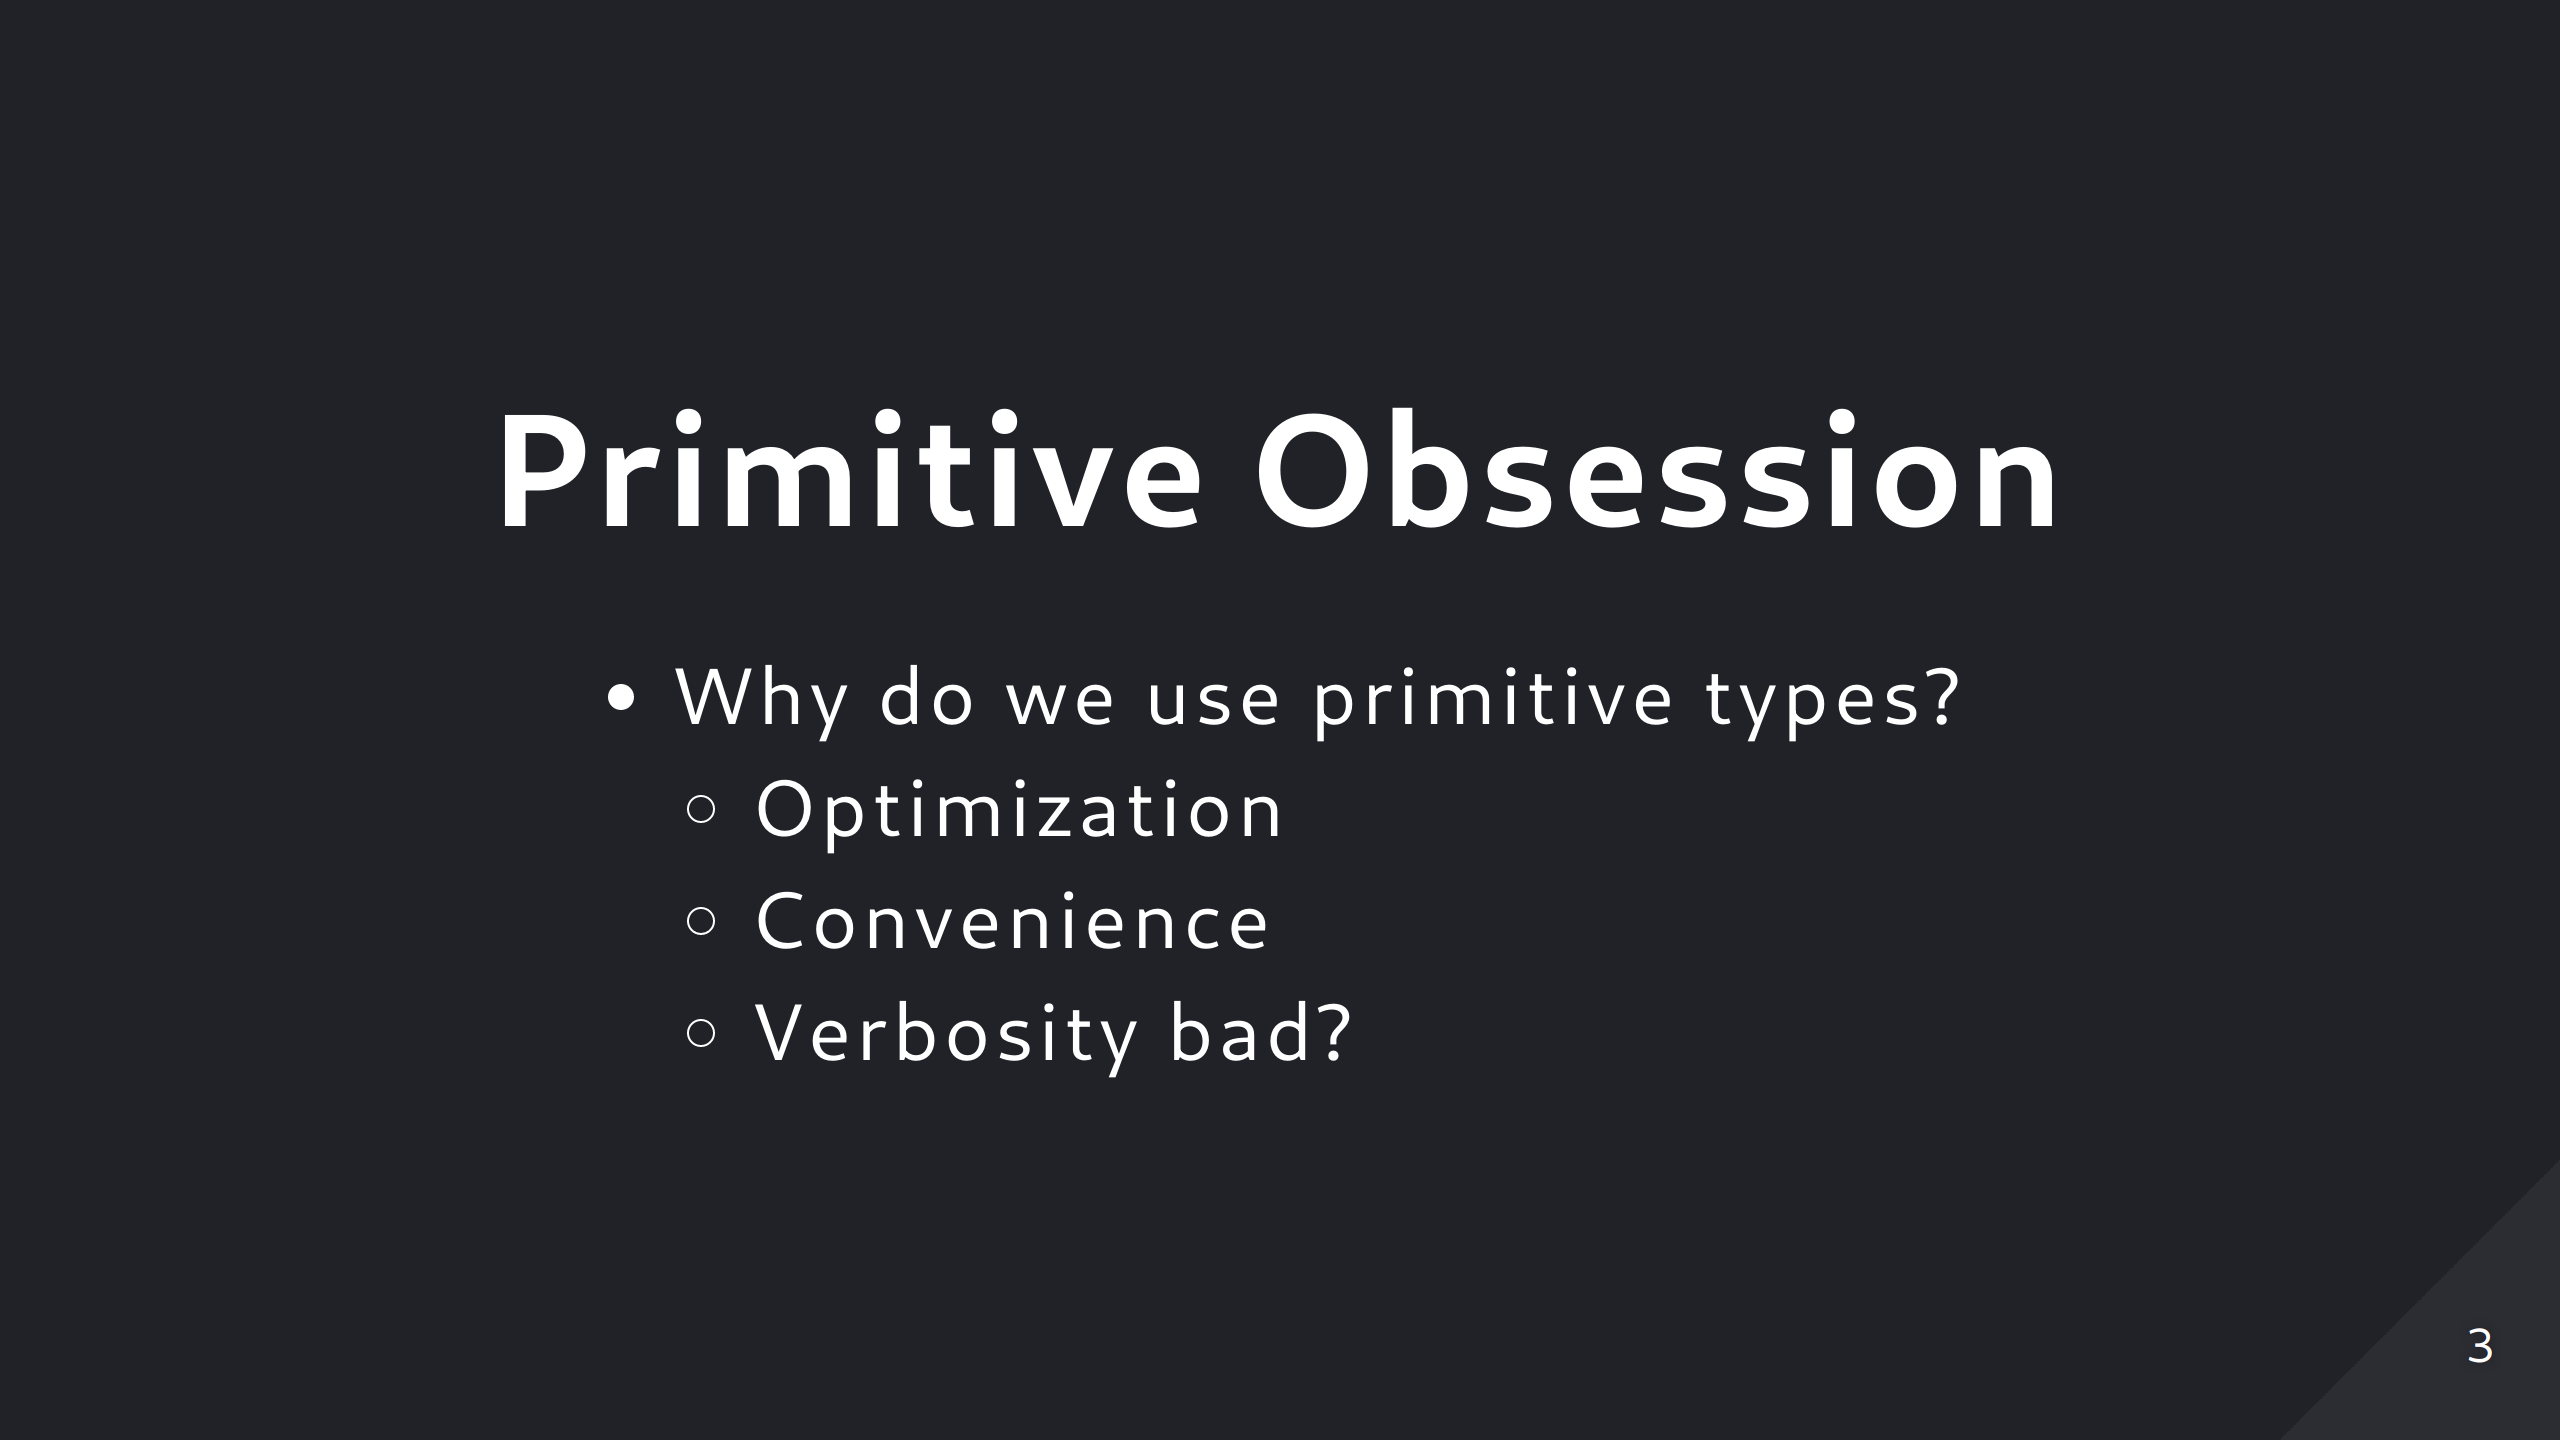 Primitive Obsession
• Why do we use primitive types?
○ Optimization
○ Convenience
○ Verbosity bad?
3